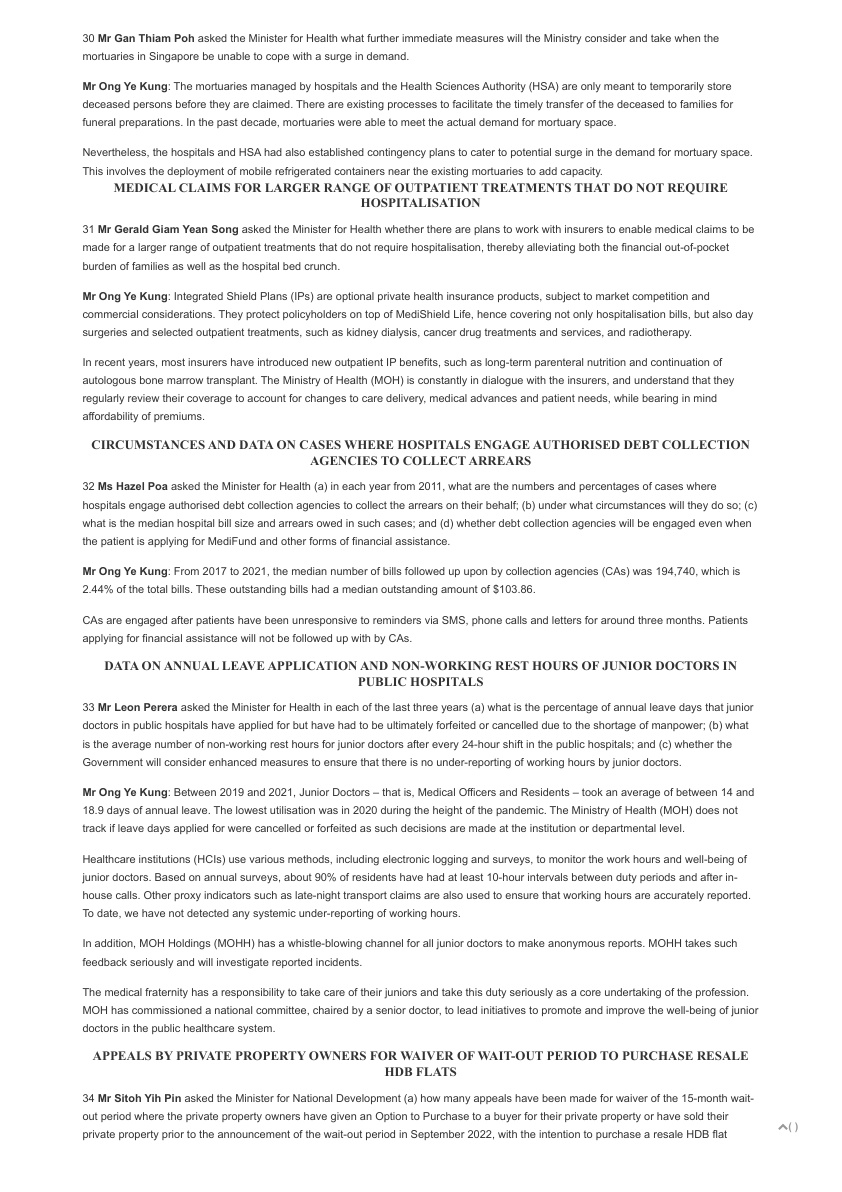 30 Mr Gan Thiam Poh asked the Minister for Health what further immediate measures will the Ministry consider and take when the
mortuaries in Singapore be unable to cope with a surge in demand.
Mr Ong Ye Kung: The mortuaries managed by hospitals and the Health Sciences Authority (HSA) are only meant to temporarily store
deceased persons before they are claimed. There are existing processes to facilitate the timely transfer of the deceased to families for
funeral preparations. In the past decade, mortuaries were able to meet the actual demand for mortuary space.
Nevertheless, the hospitals and HSA had also established contingency plans to cater to potential surge in the demand for mortuary space.
This involves the deployment of mobile refrigerated containers near the existing mortuaries to add capacity.
MEDICAL CLAIMS FOR LARGER RANGE OF OUTPATIENT TREATMENTS THAT DO NOT REQUIRE
HOSPITALISATION
31 Mr Gerald Giam Yean Song asked the Minister for Health whether there are plans to work with insurers to enable medical claims to be
made for a larger range of outpatient treatments that do not require hospitalisation, thereby alleviating both the financial out-of-pocket
burden of families as well as the hospital bed crunch.
Mr Ong Ye Kung: Integrated Shield Plans (IPs) are optional private health insurance products, subject to market competition and
commercial considerations. They protect policyholders on top of MediShield Life, hence covering not only hospitalisation bills, but also day
surgeries and selected outpatient treatments, such as kidney dialysis, cancer drug treatments and services, and radiotherapy.
In recent years, most insurers have introduced new outpatient IP benefits, such as long-term parenteral nutrition and continuation of
autologous bone marrow transplant. The Ministry of Health (MOH) is constantly in dialogue with the insurers, and understand that they
regularly review their coverage to account for changes to care delivery, medical advances and patient needs, while bearing in mind
affordability of premiums.
CIRCUMSTANCES AND DATA ON CASES WHERE HOSPITALS ENGAGE AUTHORISED DEBT COLLECTION
AGENCIES TO COLLECT ARREARS
32 Ms Hazel Poa asked the Minister for Health (a) in each year from 2011, what are the numbers and percentages of cases where
hospitals engage authorised debt collection agencies to collect the arrears on their behalf; (b) under what circumstances will they do so; (c)
what is the median hospital bill size and arrears owed in such cases; and (d) whether debt collection agencies will be engaged even when
the patient is applying for MediFund and other forms of financial assistance.
Mr Ong Ye Kung: From 2017 to 2021, the median number of bills followed up upon by collection agencies (CAs) was 194,740, which is
2.44% of the total bills. These outstanding bills had a median outstanding amount of $103.86.
CAs are engaged after patients have been unresponsive to reminders via SMS, phone calls and letters for around three months. Patients
applying for financial assistance will not be followed up with by CAs.
DATA ON ANNUAL LEAVE APPLICATION AND NON-WORKING REST HOURS OF JUNIOR DOCTORS IN
PUBLIC HOSPITALS
33 Mr Leon Perera asked the Minister for Health in each of the last three years (a) what is the percentage of annual leave days that junior
doctors in public hospitals have applied for but have had to be ultimately forfeited or cancelled due to the shortage of manpower; (b) what
is the average number of non-working rest hours for junior doctors after every 24-hour shift in the public hospitals; and (c) whether the
Government will consider enhanced measures to ensure that there is no under-reporting of working hours by junior doctors.
Mr Ong Ye Kung: Between 2019 and 2021, Junior Doctors – that is, Medical Officers and Residents – took an average of between 14 and
18.9 days of annual leave. The lowest utilisation was in 2020 during the height of the pandemic. The Ministry of Health (MOH) does not
track if leave days applied for were cancelled or forfeited as such decisions are made at the institution or departmental level.
Healthcare institutions (HCIs) use various methods, including electronic logging and surveys, to monitor the work hours and well-being of
junior doctors. Based on annual surveys, about 90% of residents have had at least 10-hour intervals between duty periods and after in-
house calls. Other proxy indicators such as late-night transport claims are also used to ensure that working hours are accurately reported.
To date, we have not detected any systemic under-reporting of working hours.
In addition, MOH Holdings (MOHH) has a whistle-blowing channel for all junior doctors to make anonymous reports. MOHH takes such
feedback seriously and will investigate reported incidents.
The medical fraternity has a responsibility to take care of their juniors and take this duty seriously as a core undertaking of the profession.
MOH has commissioned a national committee, chaired by a senior doctor, to lead initiatives to promote and improve the well-being of junior
doctors in the public healthcare system.
APPEALS BY PRIVATE PROPERTY OWNERS FOR WAIVER OF WAIT-OUT PERIOD TO PURCHASE RESALE
HDB FLATS
34 Mr Sitoh Yih Pin asked the Minister for National Development (a) how many appeals have been made for waiver of the 15-month wait-
out period where the private property owners have given an Option to Purchase to a buyer for their private property or have sold their
private property prior to the announcement of the wait-out period in September 2022, with the intention to purchase a resale HDB flat
( )